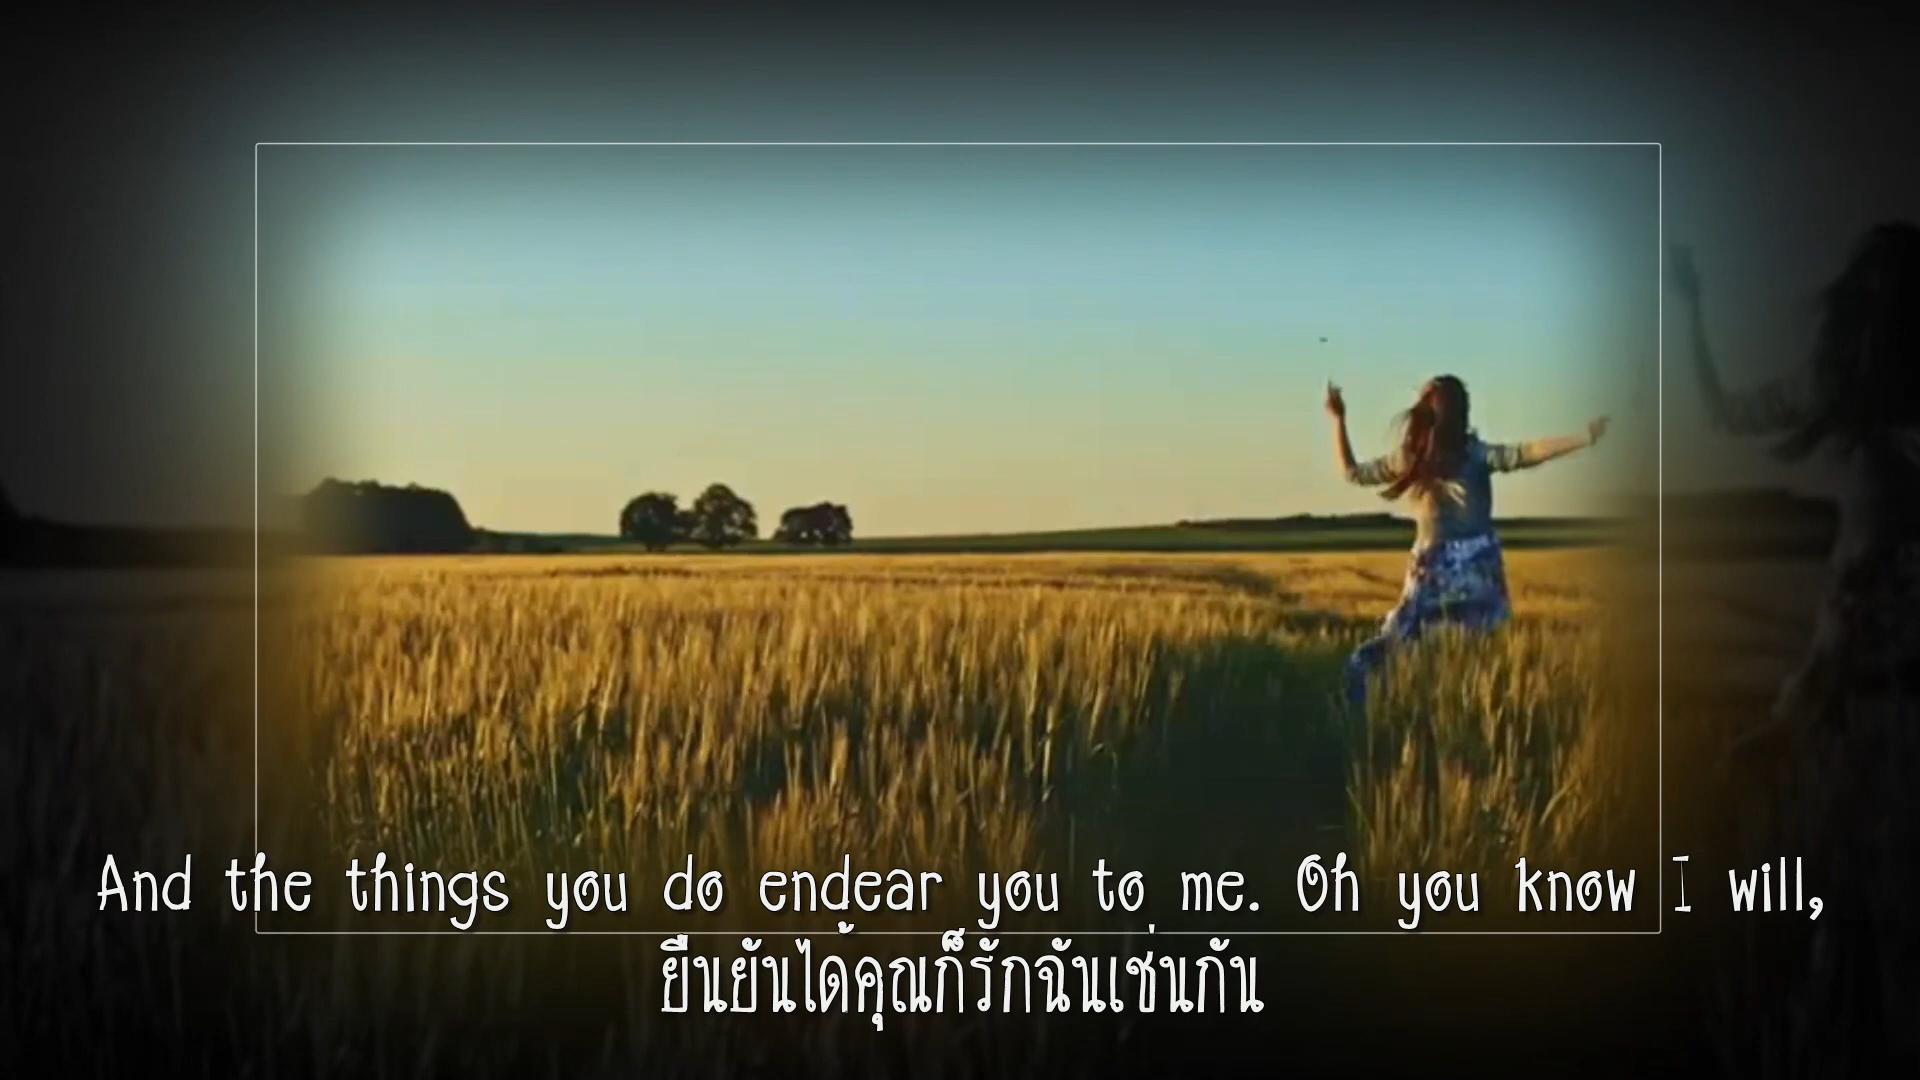 And the things you do endear you to me. Oh you know I will,
ยืนยันได้คุณก็รักฉันเช่นกัน